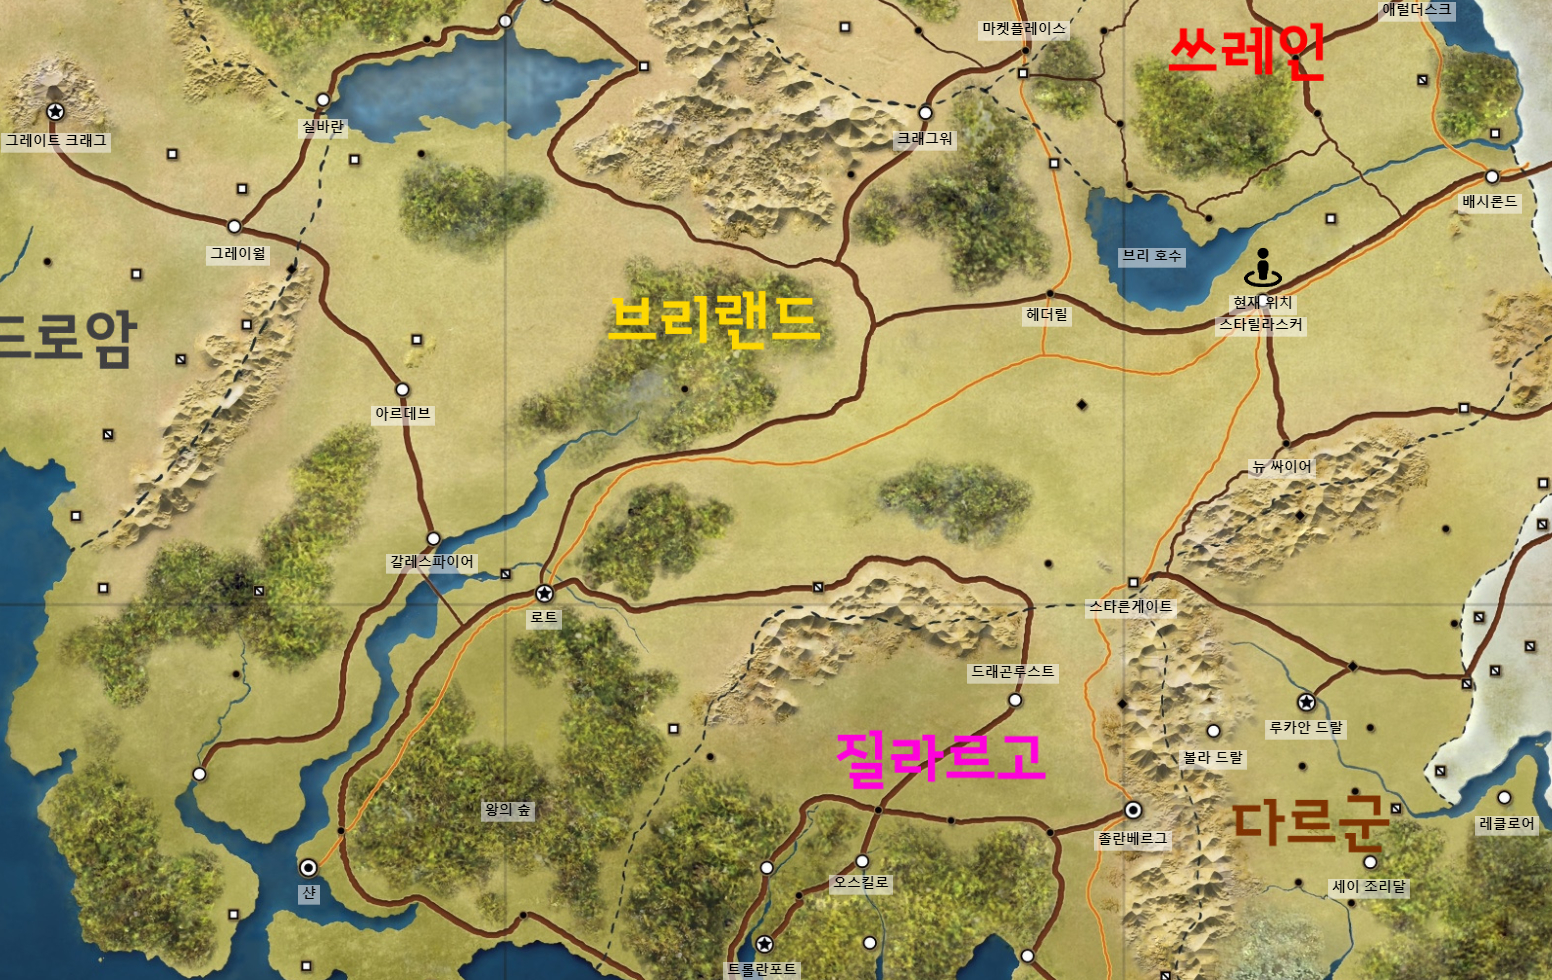 애럴더스크
마켓플레이스
쓰레인
그레이트 크래그
실바란
크래그워
배시론드
그레이월
브리 호수
현재 위치
스타릴라스커
헤더릴
브리랜드
드로암
아르데브
뉴 싸이어
갈레스파이어
로트
스타른게이트
드래곤루스트
루카안 드랄
볼라 드랄
질라르고
왕의 숲
다르군
레클로어
졸란베르그
샨
오스킬로
세이 조리달
트롤란포트